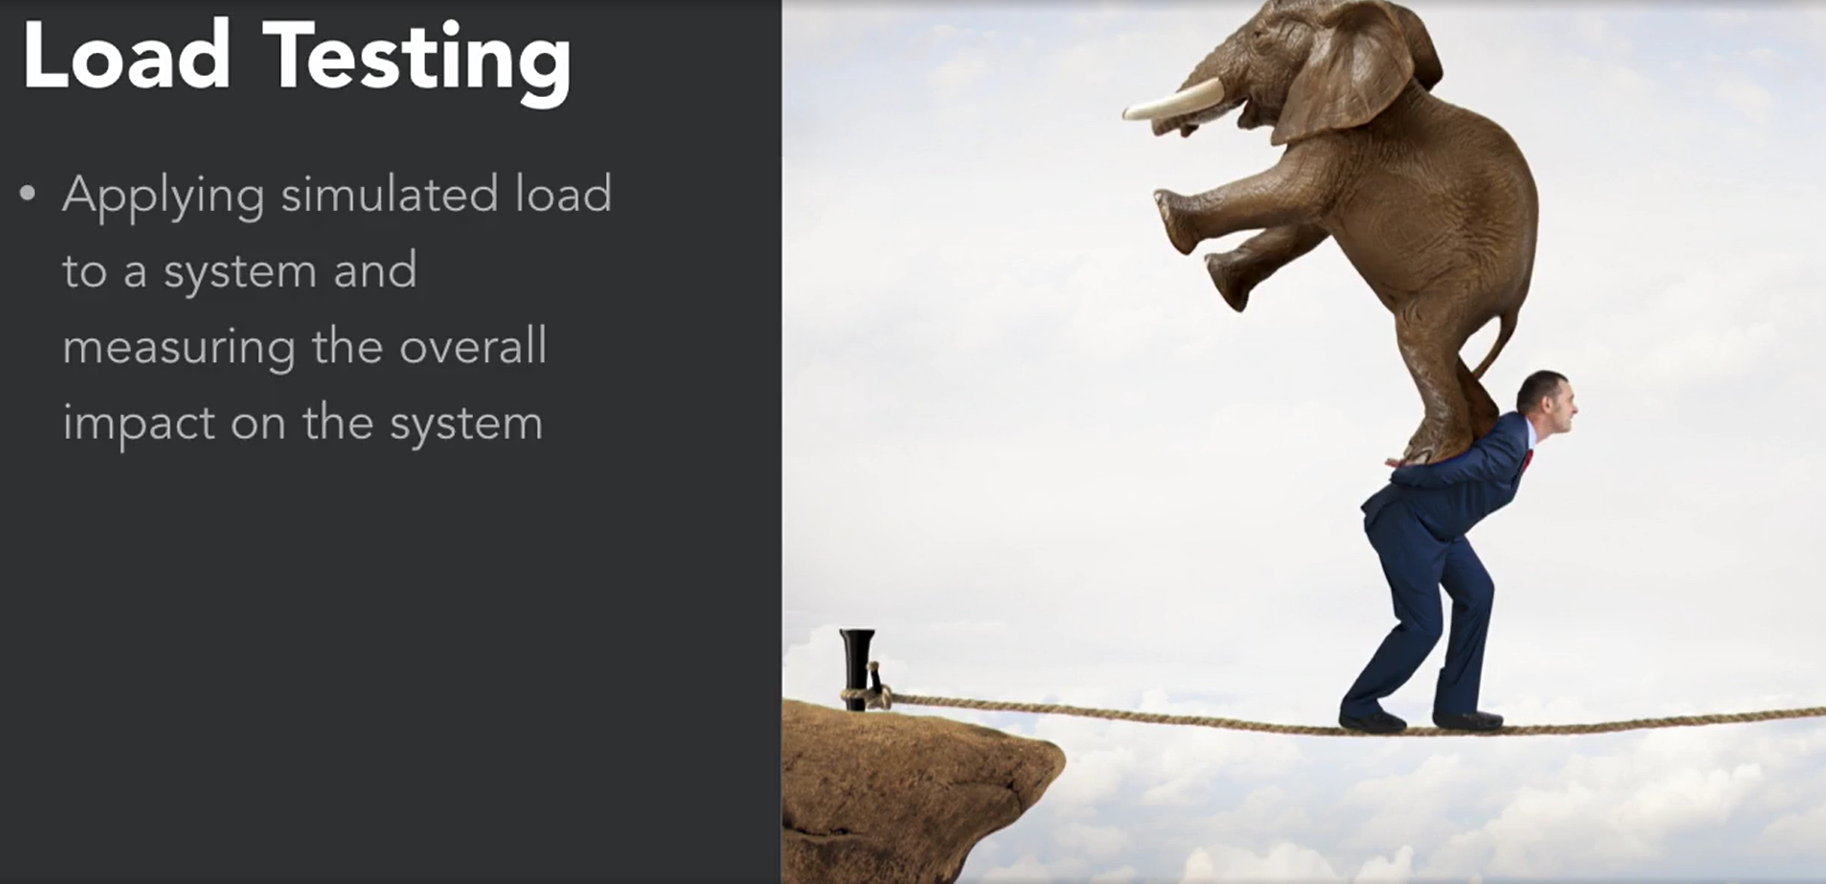 Load Testing
• Applying simulated load
to a system and
measuring the overall
impact on the system